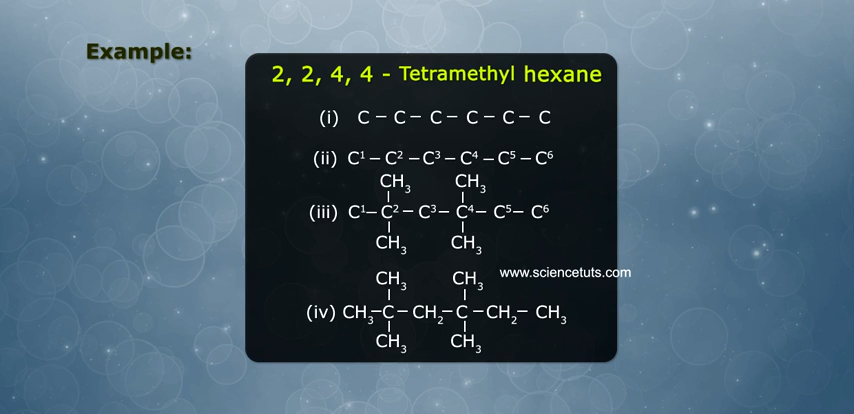 Example:
2, 2, 4, 4 - Tetramethyl hexane
(i) C – C – C – C – C – C
(ii) C¹ – C² – C³ – C⁴ – C⁵ – C⁶
CH₃ CH₃
(iii) C¹– C² – C³ – C⁴– C⁵– C⁶
CH₃ CH₃
www.sciencetuts.com
CH₃ CH₃
(iv) CH₃–C – CH₂– C –CH₂– CH₃
CH₃ CH₃